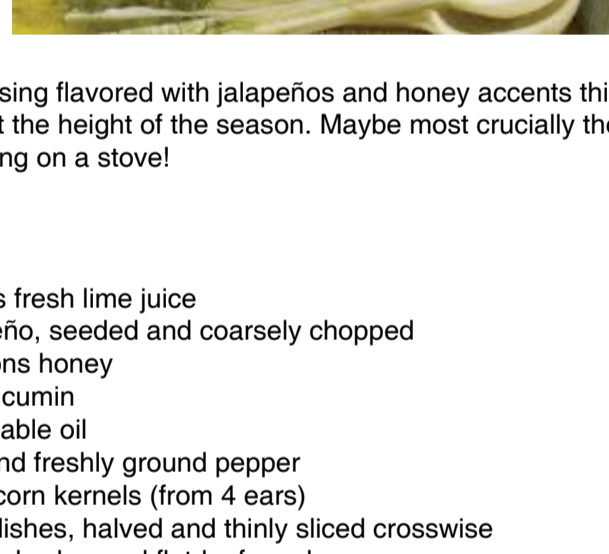 sing flavored with jalapeños and honey accents thi
t the height of the season. Maybe most crucially the
ng on a stove!
s fresh lime juice
eño, seeded and coarsely chopped
ons honey
cumin
able oil
nd freshly ground pepper
corn kernels (from 4 ears)
lishes, halved and thinly sliced crosswise